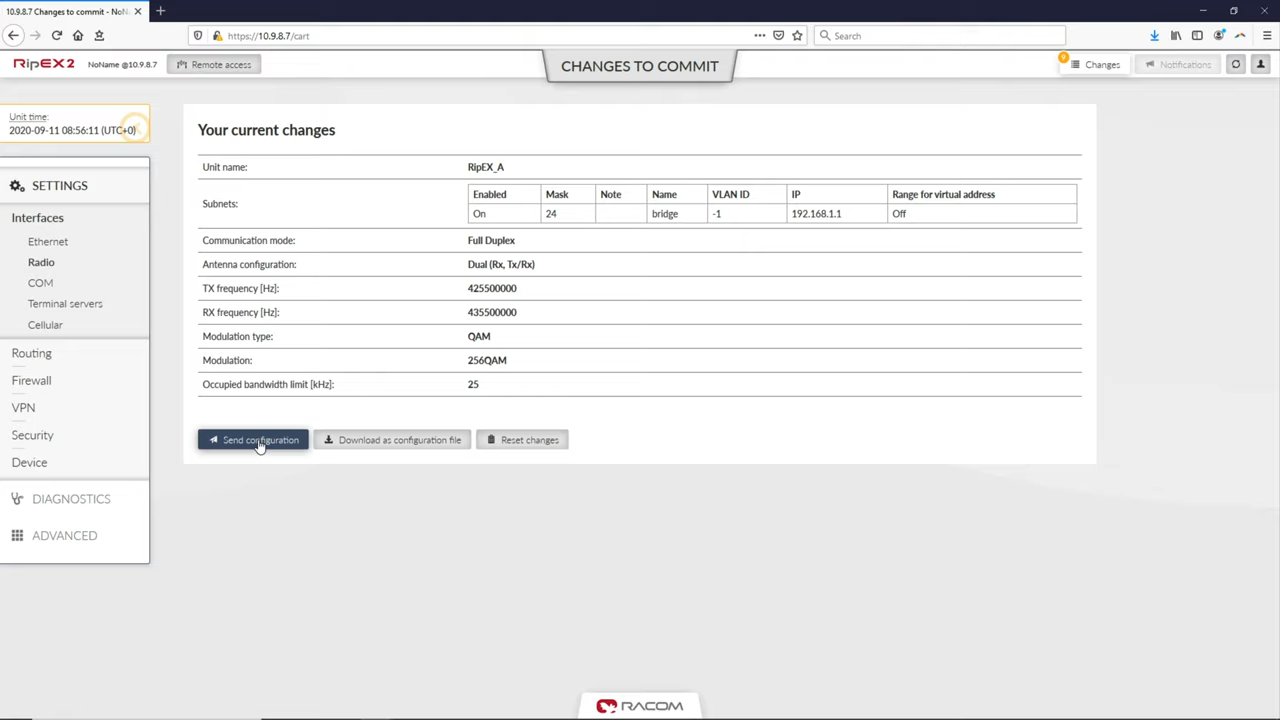 10.9.8.7 Changes to commit - NoNa
https://10.9.8.7/cart
Search
RipEX2
NoName @10.9.8.7
Remote access
CHANGES TO COMMIT
9
Changes
Notifications
Unit time:
2020-09-11 08:56:11 (UTC+0)
SETTINGS
Interfaces
Ethernet
Radio
COM
Terminal servers
Cellular
Routing
Firewall
VPN
Security
Device
DIAGNOSTICS
ADVANCED
Your current changes
Unit name: RipEX_A
Subnets:
Enabled Mask Note Name VLAN ID IP Range for virtual address
On 24 bridge -1 192.168.1.1 Off
Communication mode: Full Duplex
Antenna configuration: Dual (Rx, Tx/Rx)
TX frequency [Hz]: 425500000
RX frequency [Hz]: 435500000
Modulation type: QAM
Modulation: 256QAM
Occupied bandwidth limit [kHz]: 25
Send configuration
Download as configuration file
Reset changes
RACOM